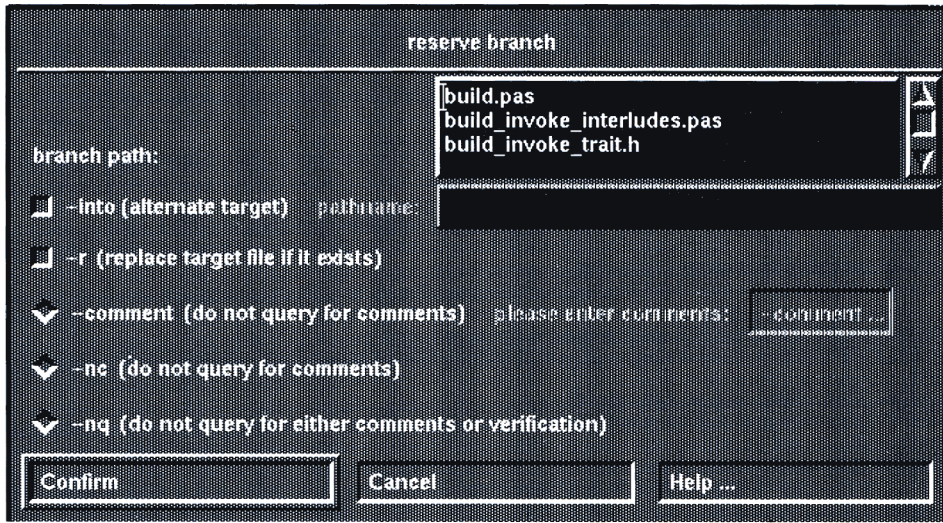 reserve branch
build.pas
build_invoke_interludes.pas
build_invoke_trait.h
branch path:
-into (alternate target) pathname:
-r (replace target file if it exists)
-comment (do not query for comments) please enter comments: -comment ...
-nc (do not query for comments)
-nq (do not query for either comments or verification)
Confirm Cancel Help ...